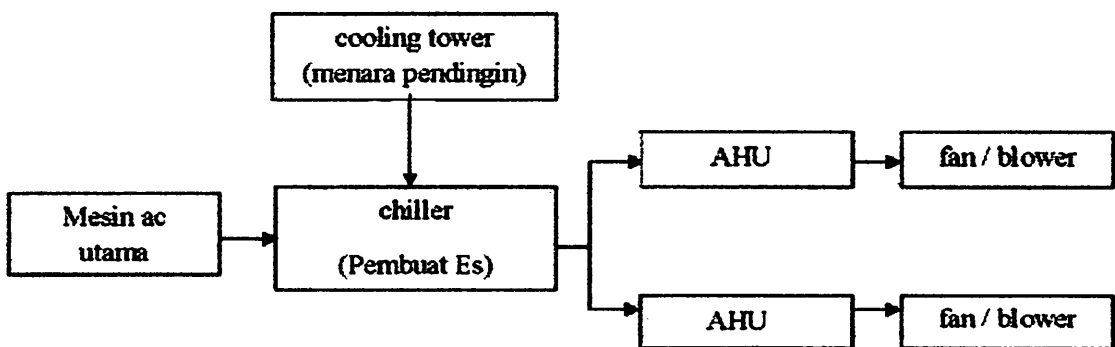 cooling tower
(menara pendingin)
AHU
fan / blower
Mesin ac
utama
chiller
(Pembuat Es)
AHU
fan / blower